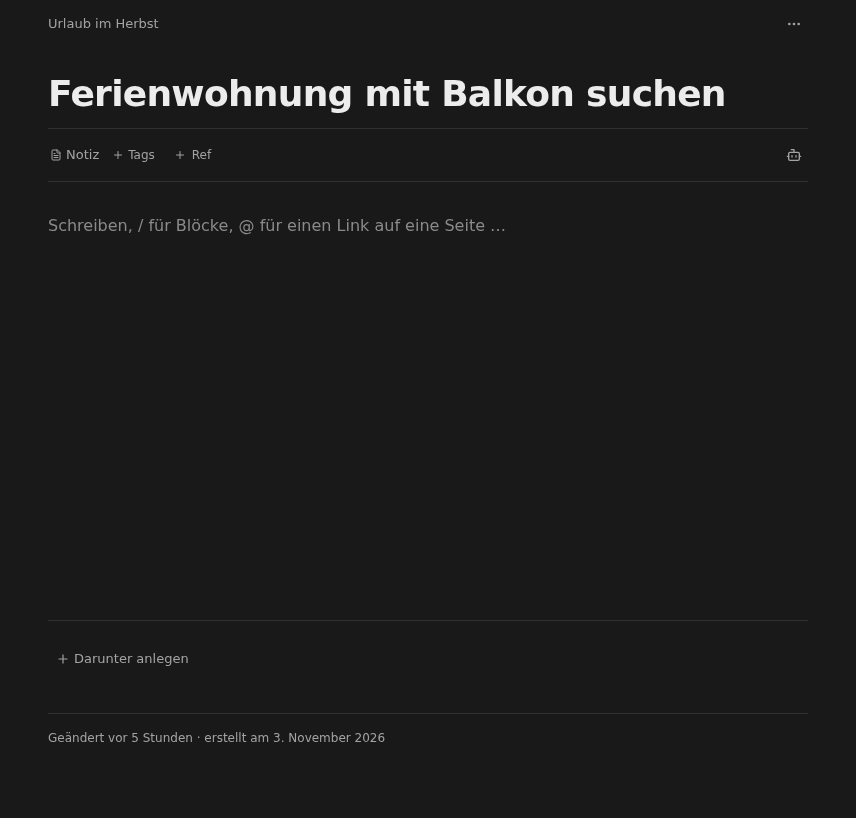 Urlaub im Herbst
Ferienwohnung mit Balkon suchen
Notiz + Tags + Ref
Schreiben, / für Blöcke, @ für einen Link auf eine Seite …
+ Darunter anlegen
Geändert vor 5 Stunden · erstellt am 3. November 2026